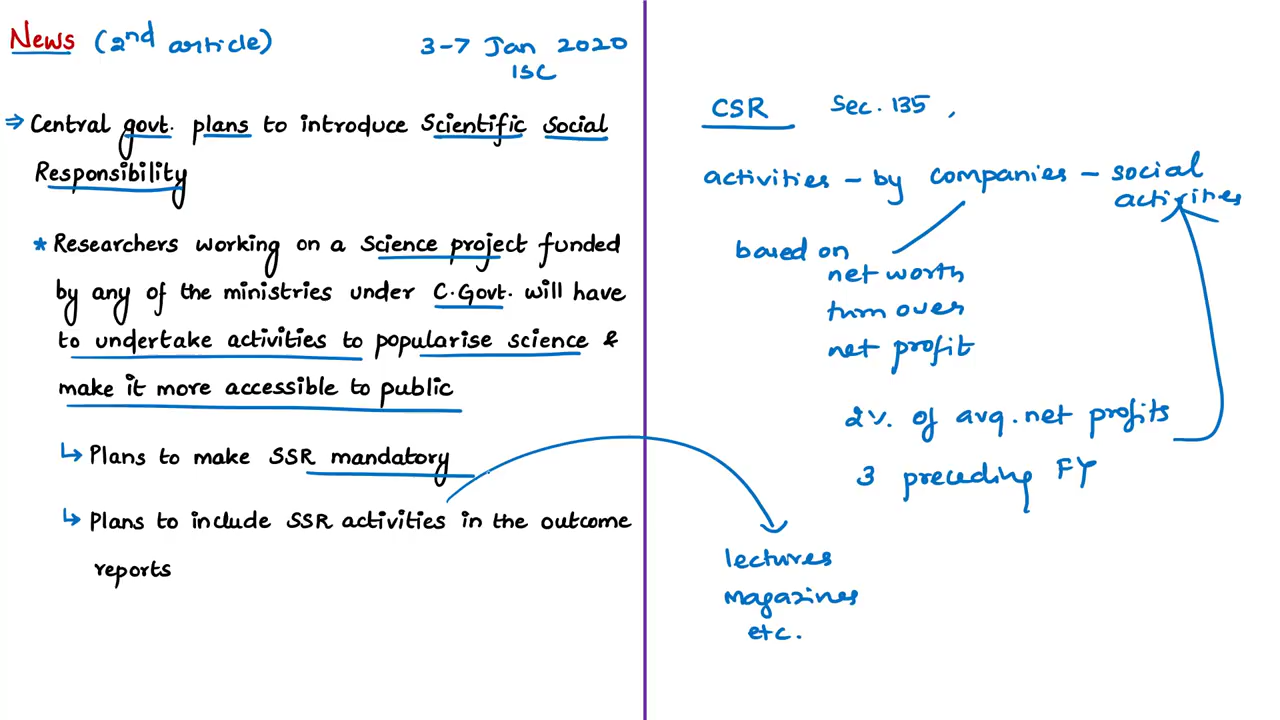 News (2nd article)
3-7 Jan 2020
ISC
⇒ Central govt. plans to introduce Scientific Social
Responsibility
* Researchers working on a science project funded
by any of the ministries under C.Govt. will have
to undertake activities to popularise science &
make it more accessible to public
↳ Plans to make SSR mandatory
↳ Plans to include SSR activities in the outcome
reports
CSR Sec. 135,
activities - by companies - social
activities
based on
net worth
turn over
net profit
2% of avg. net profits
3 preceding FY
lectures
magazines
etc.